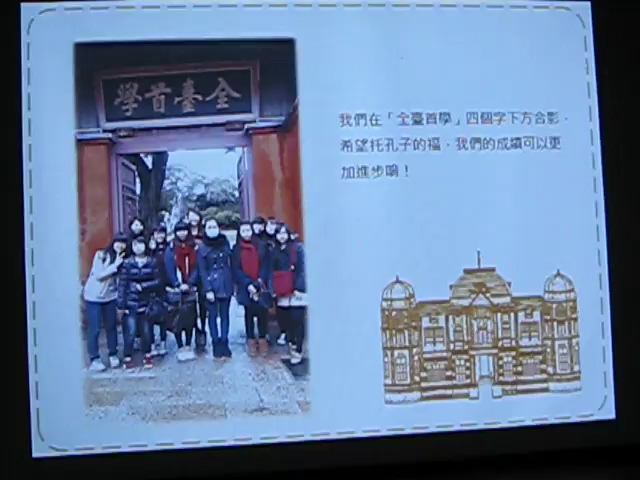 全臺首學
我們在「全臺首學」四個字下方合影，
希望托孔子的福，我們的成績可以更
加進步唷！